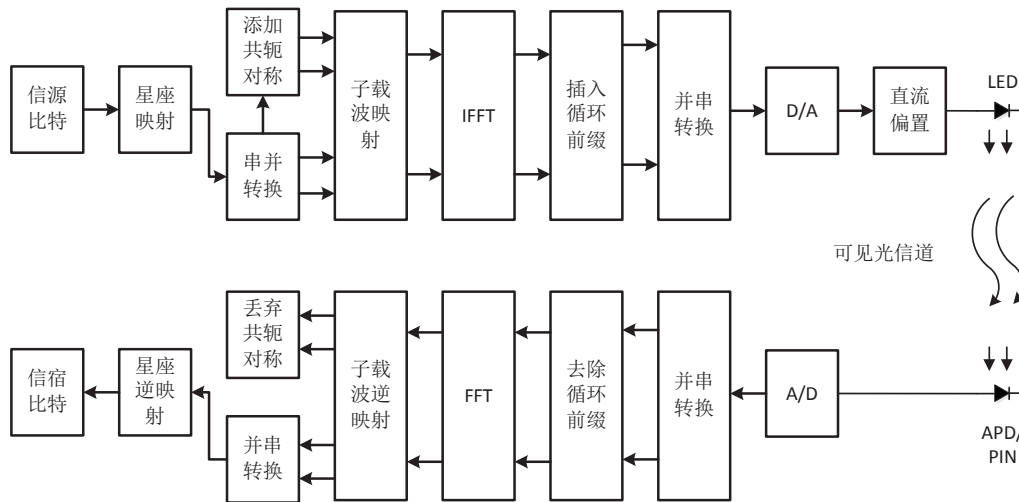 信源
比特
星座
映射
添加
共轭
对称
串并
转换
子载
波映
射
IFFT
插入
循环
前缀
并串
转换
D/A
直流
偏置
LED
可见光信道
信宿
比特
星座
逆映
射
丢弃
共轭
对称
并串
转换
子载
波逆
映射
FFT
去除
循环
前缀
并串
转换
A/D
APD/
PIN